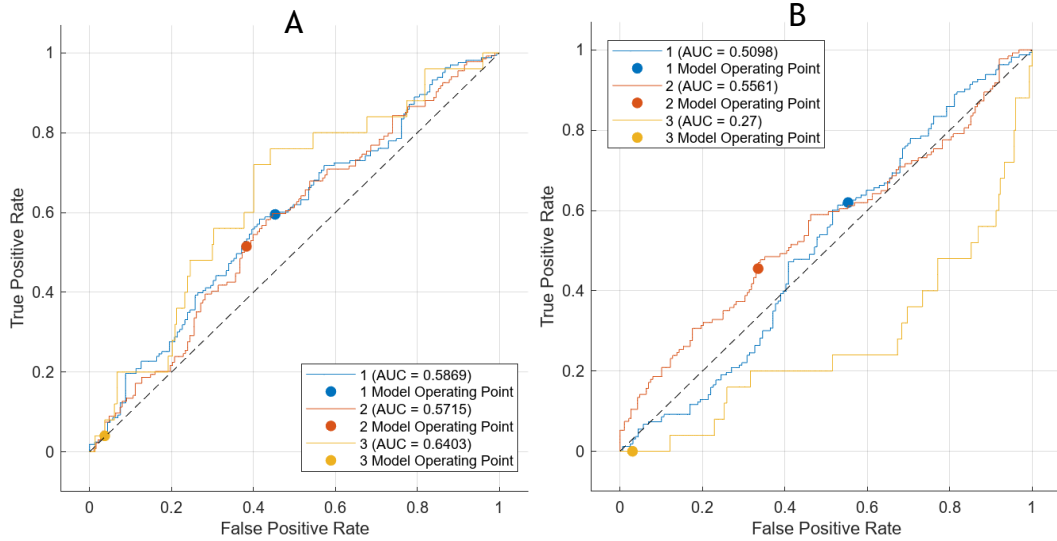 A
True Positive Rate
1
0.8
0.6
0.4
0.2
0
1 (AUC = 0.5869)
1 Model Operating Point
2 (AUC = 0.5715)
2 Model Operating Point
3 (AUC = 0.6403)
3 Model Operating Point
0 0.2 0.4 0.6 0.8 1
False Positive Rate
B
True Positive Rate
1
0.8
0.6
0.4
0.2
0
1 (AUC = 0.5098)
1 Model Operating Point
2 (AUC = 0.5561)
2 Model Operating Point
3 (AUC = 0.27)
3 Model Operating Point
0 0.2 0.4 0.6 0.8 1
False Positive Rate